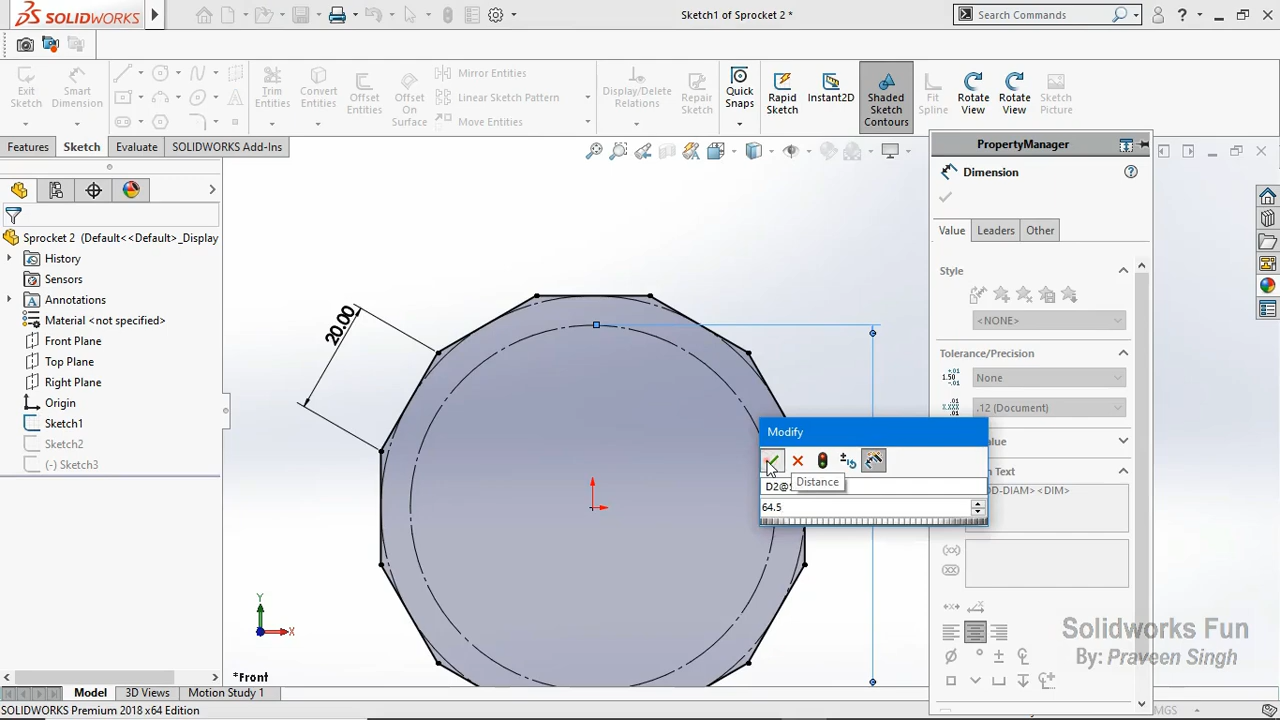 SOLIDWORKS
Sketch1 of Sprocket 2 *
Search Commands
Exit Sketch
Smart Dimension
Trim Entities
Convert Entities
Offset Entities
Offset On Surface
Mirror Entities
Linear Sketch Pattern
Move Entities
Display/Delete Relations
Repair Sketch
Quick Snaps
Rapid Sketch
Instant2D
Shaded Sketch Contours
Fit Spline
Rotate View
Rotate View
Sketch Picture
Features
Sketch
Evaluate
SOLIDWORKS Add-Ins
PropertyManager
Dimension
Value
Leaders
Other
Style
<NONE>
Tolerance/Precision
1.50
None
.12 (Document)
Sprocket 2 (Default<<Default>_Display
History
Sensors
Annotations
Material <not specified>
Front Plane
Top Plane
Right Plane
Origin
Sketch1
Sketch2
(-) Sketch3
20.00
Modify
Distance
D2@
64.5
<DIM>
Y
X
*Front
Solidworks Fun
By: Praveen Singh
Model
3D Views
Motion Study 1
SOLIDWORKS Premium 2018 x64 Edition
MGS